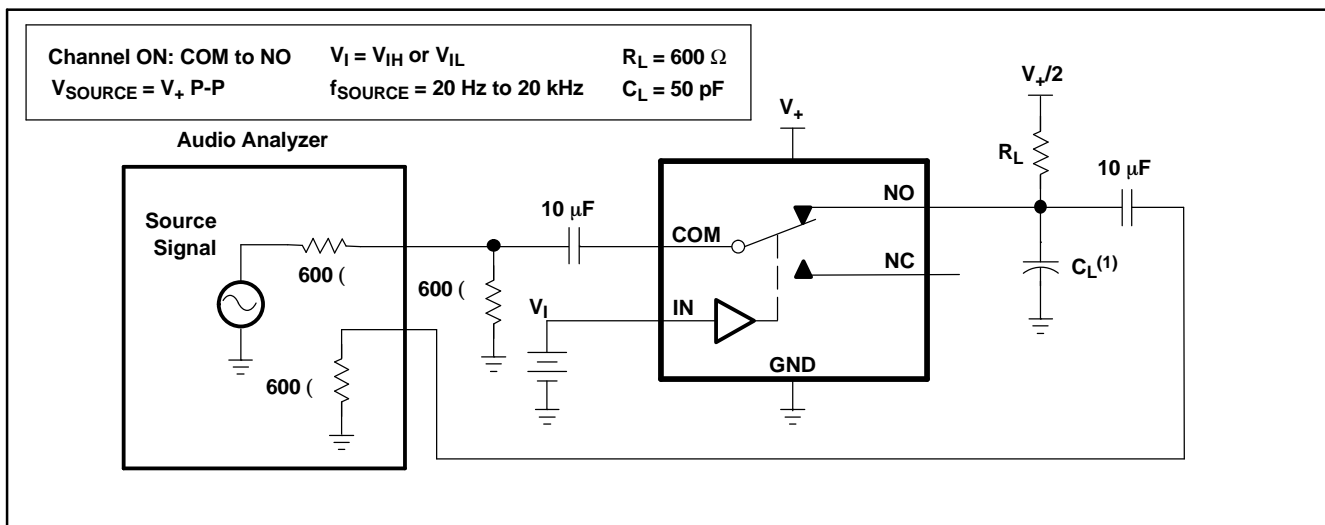 Channel ON: COM to NO
V_I = V_IH or V_IL
R_L = 600 Ω
V_SOURCE = V_+ P-P
f_SOURCE = 20 Hz to 20 kHz
C_L = 50 pF
Audio Analyzer
Source
Signal
600 (
600 (
600 (
10 μF
V_I
V_+
COM
IN
NO
NC
GND
V_+/2
R_L
10 μF
C_L(1)